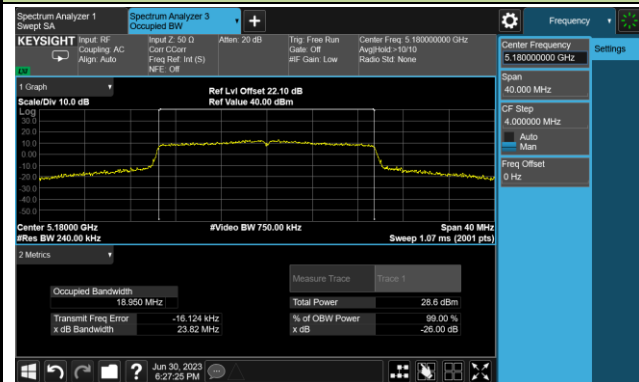 Spectrum Analyzer 1
Swept SA
Spectrum Analyzer 3
Occupied BW
Frequency
KEYSIGHT
Input: RF
Coupling: AC
Align: Auto
Input Z: 50 Ω
Corr CCorr
Freq Ref: Int (S)
NFE: Off
Atten: 20 dB
Trig: Free Run
Gate: Off
#IF Gain: Low
Center Freq: 5.180000000 GHz
Avg|Hold:>10/10
Radio Std: None
Center Frequency
5.180000000 GHz
Settings
Span
40.000 MHz
CF Step
4.000000 MHz
Auto
Man
Freq Offset
0 Hz
1 Graph
Scale/Div 10.0 dB
Ref Lvl Offset 22.10 dB
Ref Value 40.00 dBm
Log
30.0
20.0
10.0
0.00
-10.0
-20.0
-30.0
-40.0
-50.0
Center 5.18000 GHz
#Res BW 240.00 kHz
#Video BW 750.00 kHz
Span 40 MHz
Sweep 1.07 ms (2001 pts)
2 Metrics
Measure Trace
Trace 1
Occupied Bandwidth
18.950 MHz
Total Power
28.6 dBm
Transmit Freq Error
-16.124 kHz
% of OBW Power
99.00 %
x dB Bandwidth
23.82 MHz
x dB
-26.00 dB
Jun 30, 2023
6:27:25 PM